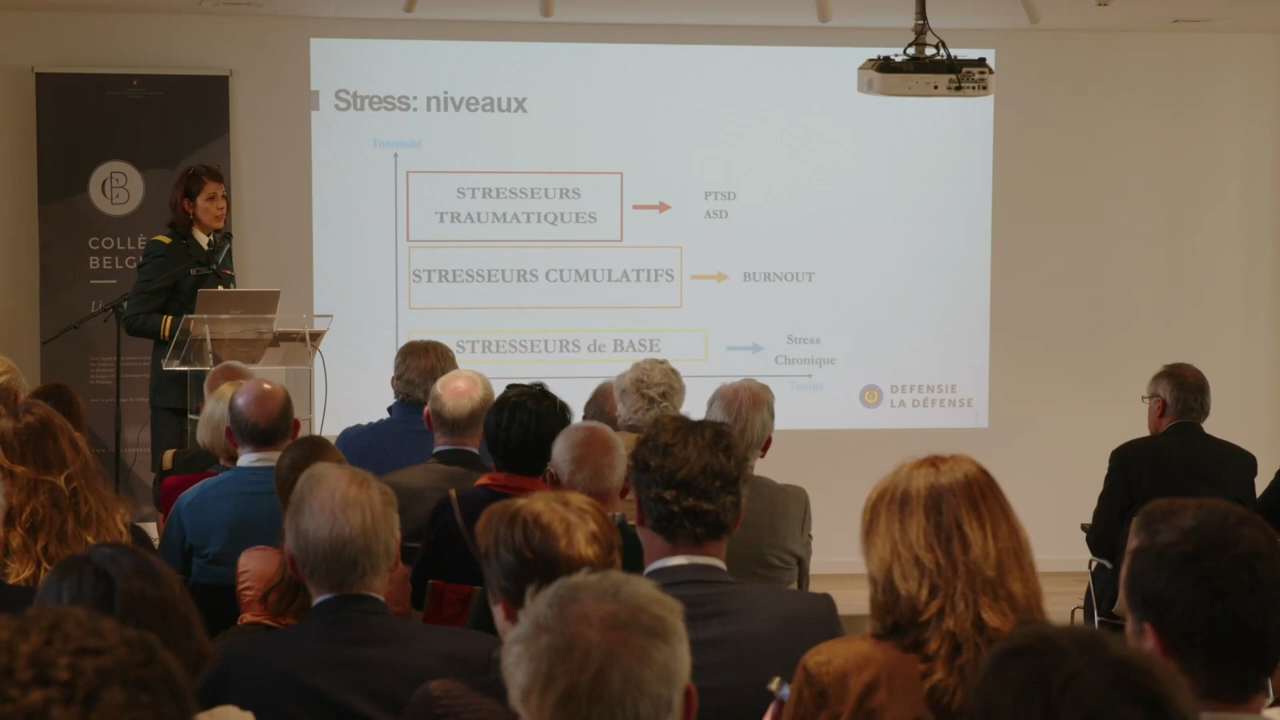 Stress: niveaux
Intensité
STRESSEURS
TRAUMATIQUES
PTSD
ASD
STRESSEURS CUMULATIFS
BURNOUT
STRESSEURS de BASE
Stress
Chronique
Temps
DEFENSIE
LA DÉFENSE
CB
COLLÈ
BELG